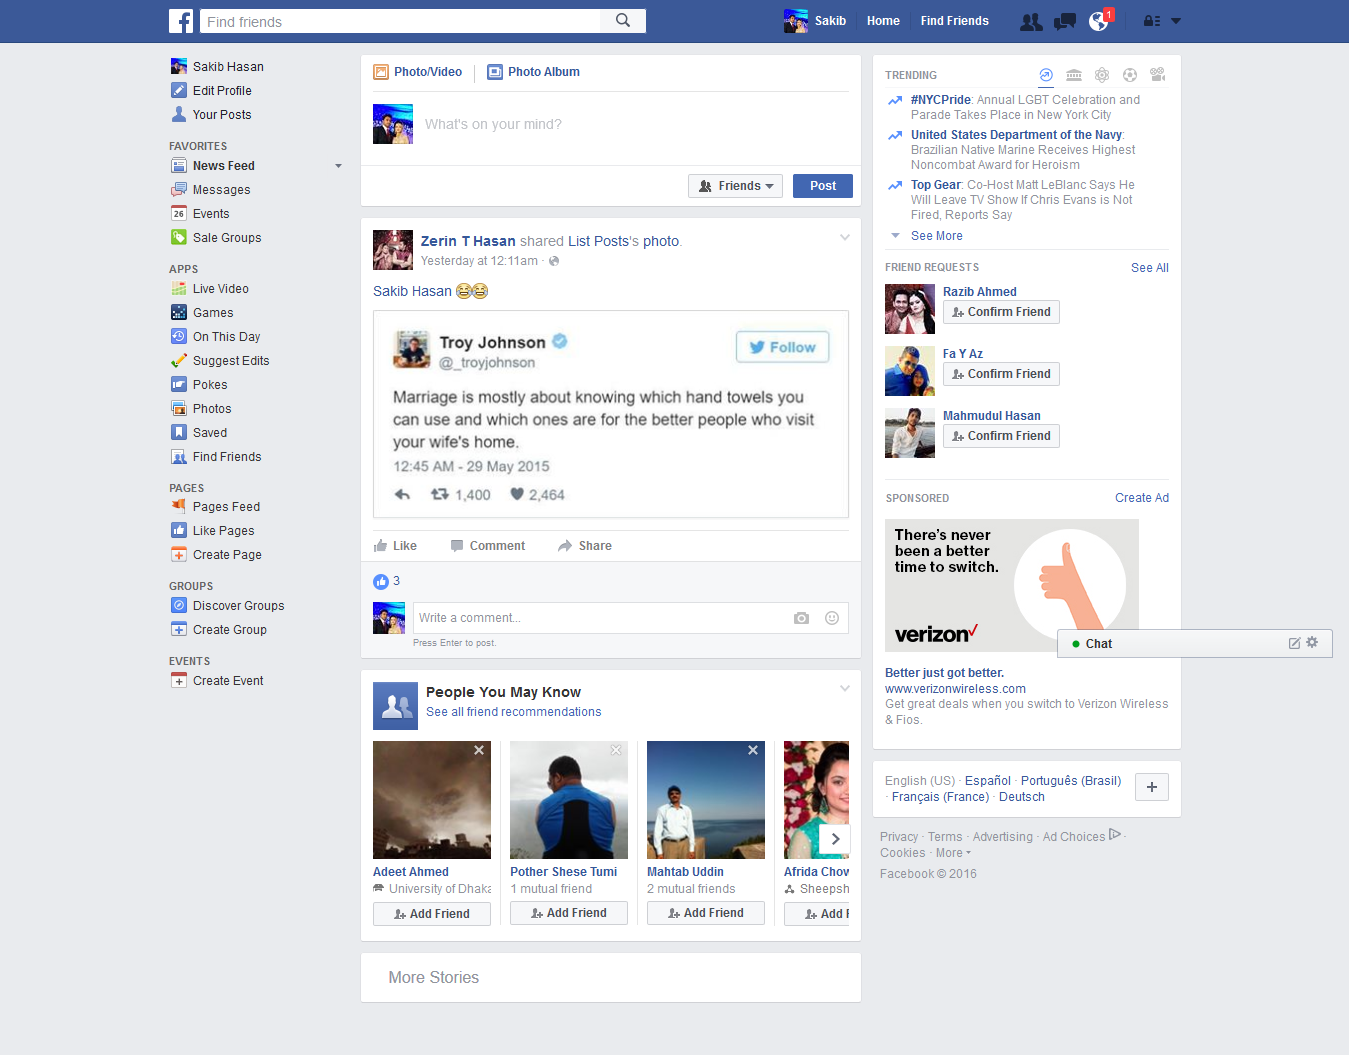 Find friends
Sakib
Home
Find Friends
1
Sakib Hasan
Edit Profile
Your Posts
FAVORITES
News Feed
Messages
26
Events
Sale Groups
APPS
Live Video
Games
On This Day
Suggest Edits
Pokes
Photos
Saved
Find Friends
PAGES
Pages Feed
Like Pages
Create Page
GROUPS
Discover Groups
Create Group
EVENTS
Create Event
Photo/Video
Photo Album
What's on your mind?
Friends
Post
Zerin T Hasan shared List Posts's photo.
Yesterday at 12:11am ·
Sakib Hasan 😂😂
Troy Johnson
@_troyjohnson
Follow
Marriage is mostly about knowing which hand towels you
can use and which ones are for the better people who visit
your wife's home.
12:45 AM - 29 May 2015
1,400
2,464
Like
Comment
Share
3
Write a comment...
Press Enter to post.
People You May Know
See all friend recommendations
Adeet Ahmed
University of Dhaka
Add Friend
Pother Shese Tumi
1 mutual friend
Add Friend
Mahtab Uddin
2 mutual friends
Add Friend
Afrida Chow
Sheepsh
Add F
More Stories
TRENDING
#NYCPride: Annual LGBT Celebration and
Parade Takes Place in New York City
United States Department of the Navy:
Brazilian Native Marine Receives Highest
Noncombat Award for Heroism
Top Gear: Co-Host Matt LeBlanc Says He
Will Leave TV Show If Chris Evans is Not
Fired, Reports Say
See More
FRIEND REQUESTS
See All
Razib Ahmed
Confirm Friend
Fa Y Az
Confirm Friend
Mahmudul Hasan
Confirm Friend
SPONSORED
Create Ad
There's never
been a better
time to switch.
verizon
Chat
Better just got better.
www.verizonwireless.com
Get great deals when you switch to Verizon Wireless
& Fios.
English (US) · Español · Português (Brasil)
· Français (France) · Deutsch
Privacy · Terms · Advertising · Ad Choices ·
Cookies · More
Facebook © 2016